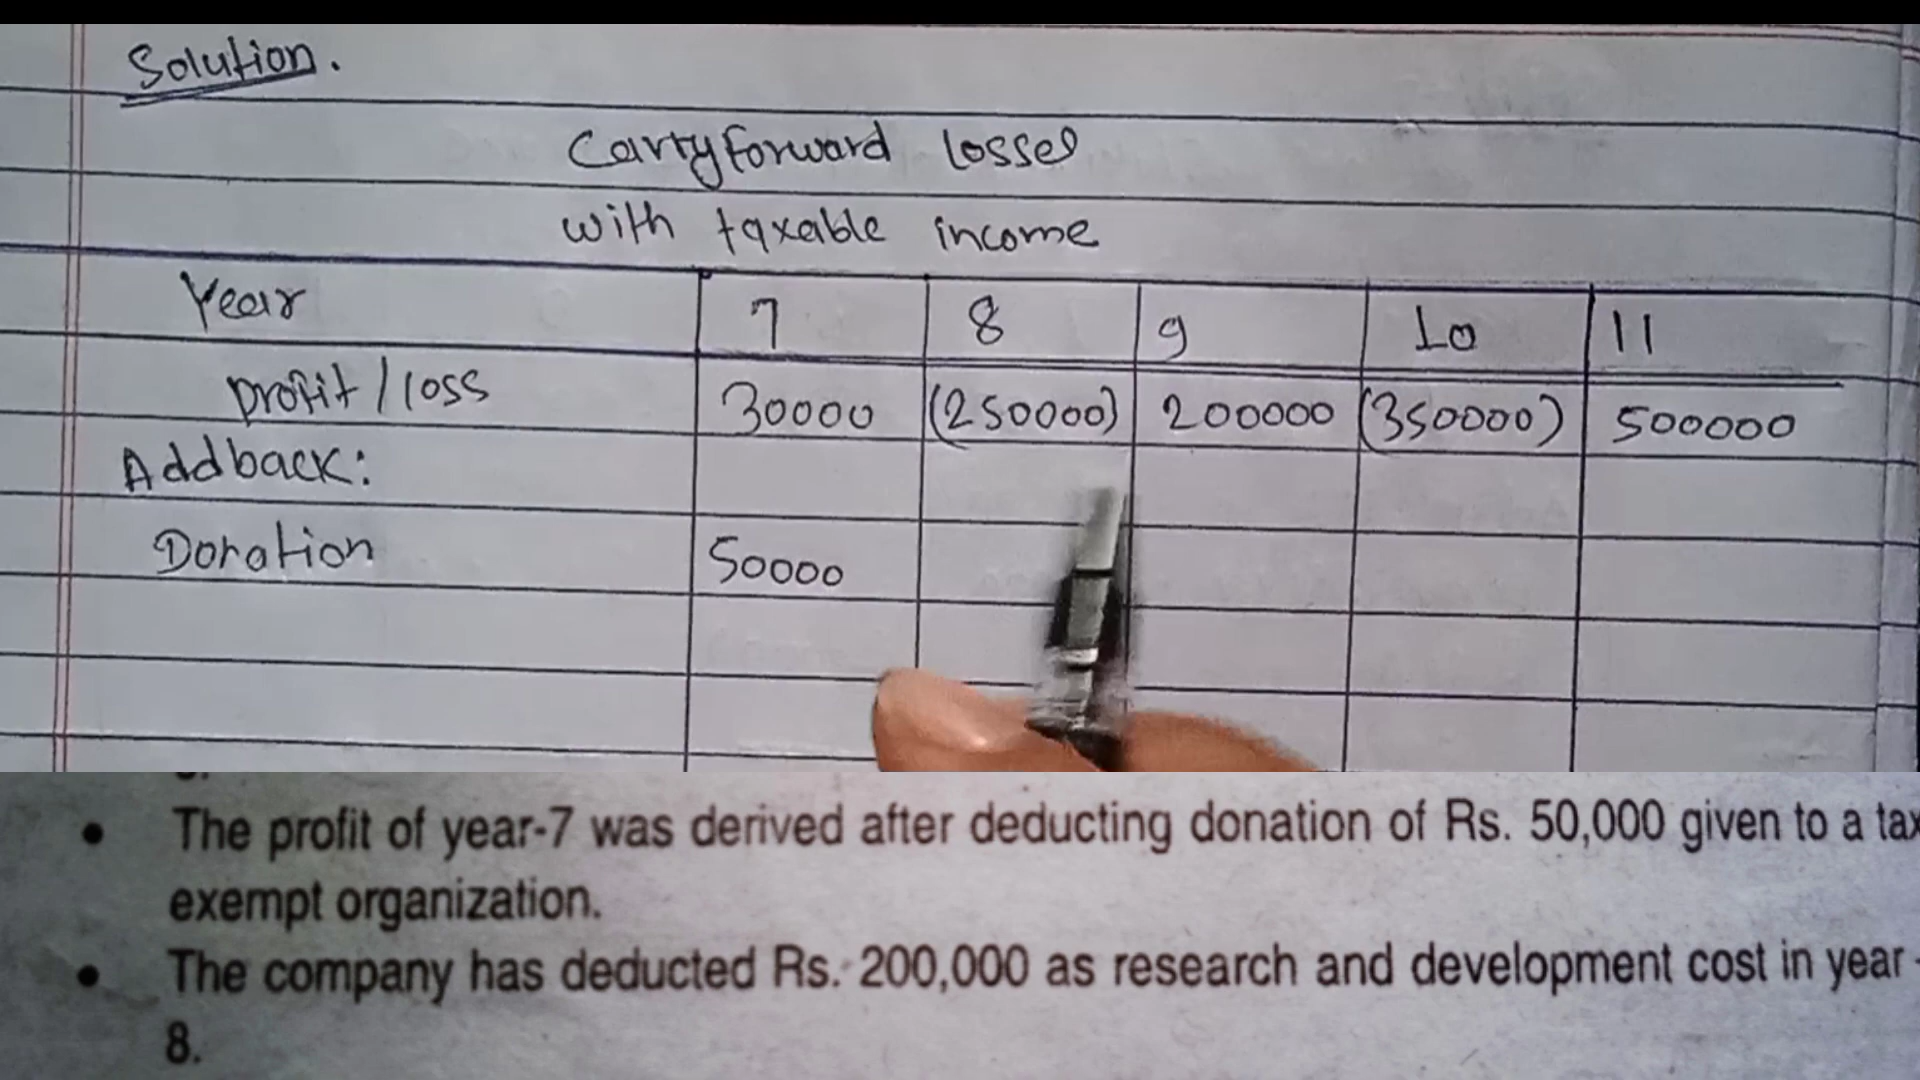 Solution.
Carryforward losses
with taxable income
Year 7 8 9 10 11
profit/loss 30000 (250000) 200000 (350000) 500000
Addback:
Donation 50000
• The profit of year-7 was derived after deducting donation of Rs. 50,000 given to a tax
exempt organization.
• The company has deducted Rs. 200,000 as research and development cost in year -
8.